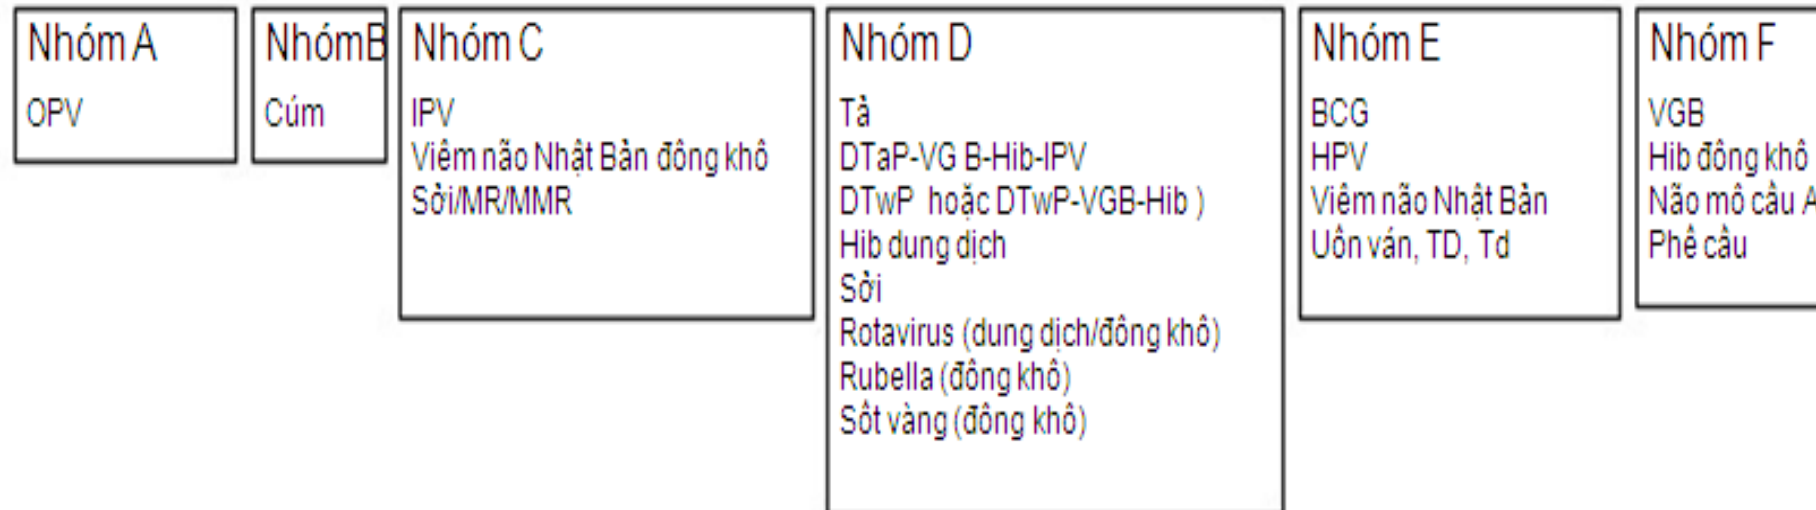 Nhóm A
OPV
NhómB
Cúm
Nhóm C
IPV
Viêm não Nhật Bản đông khô
Sởi/MR/MMR
Nhóm D
Tả
DTaP-VG B-Hib-IPV
DTwP hoặc DTwP-VGB-Hib )
Hib dung dịch
Sởi
Rotavirus (dung dịch/đông khô)
Rubella (đông khô)
Sốt vàng (đông khô)
Nhóm E
BCG
HPV
Viêm não Nhật Bản
Uốn ván, TD, Td
Nhóm F
VGB
Hib đông khô
Não mô cầu A
Phế cầu